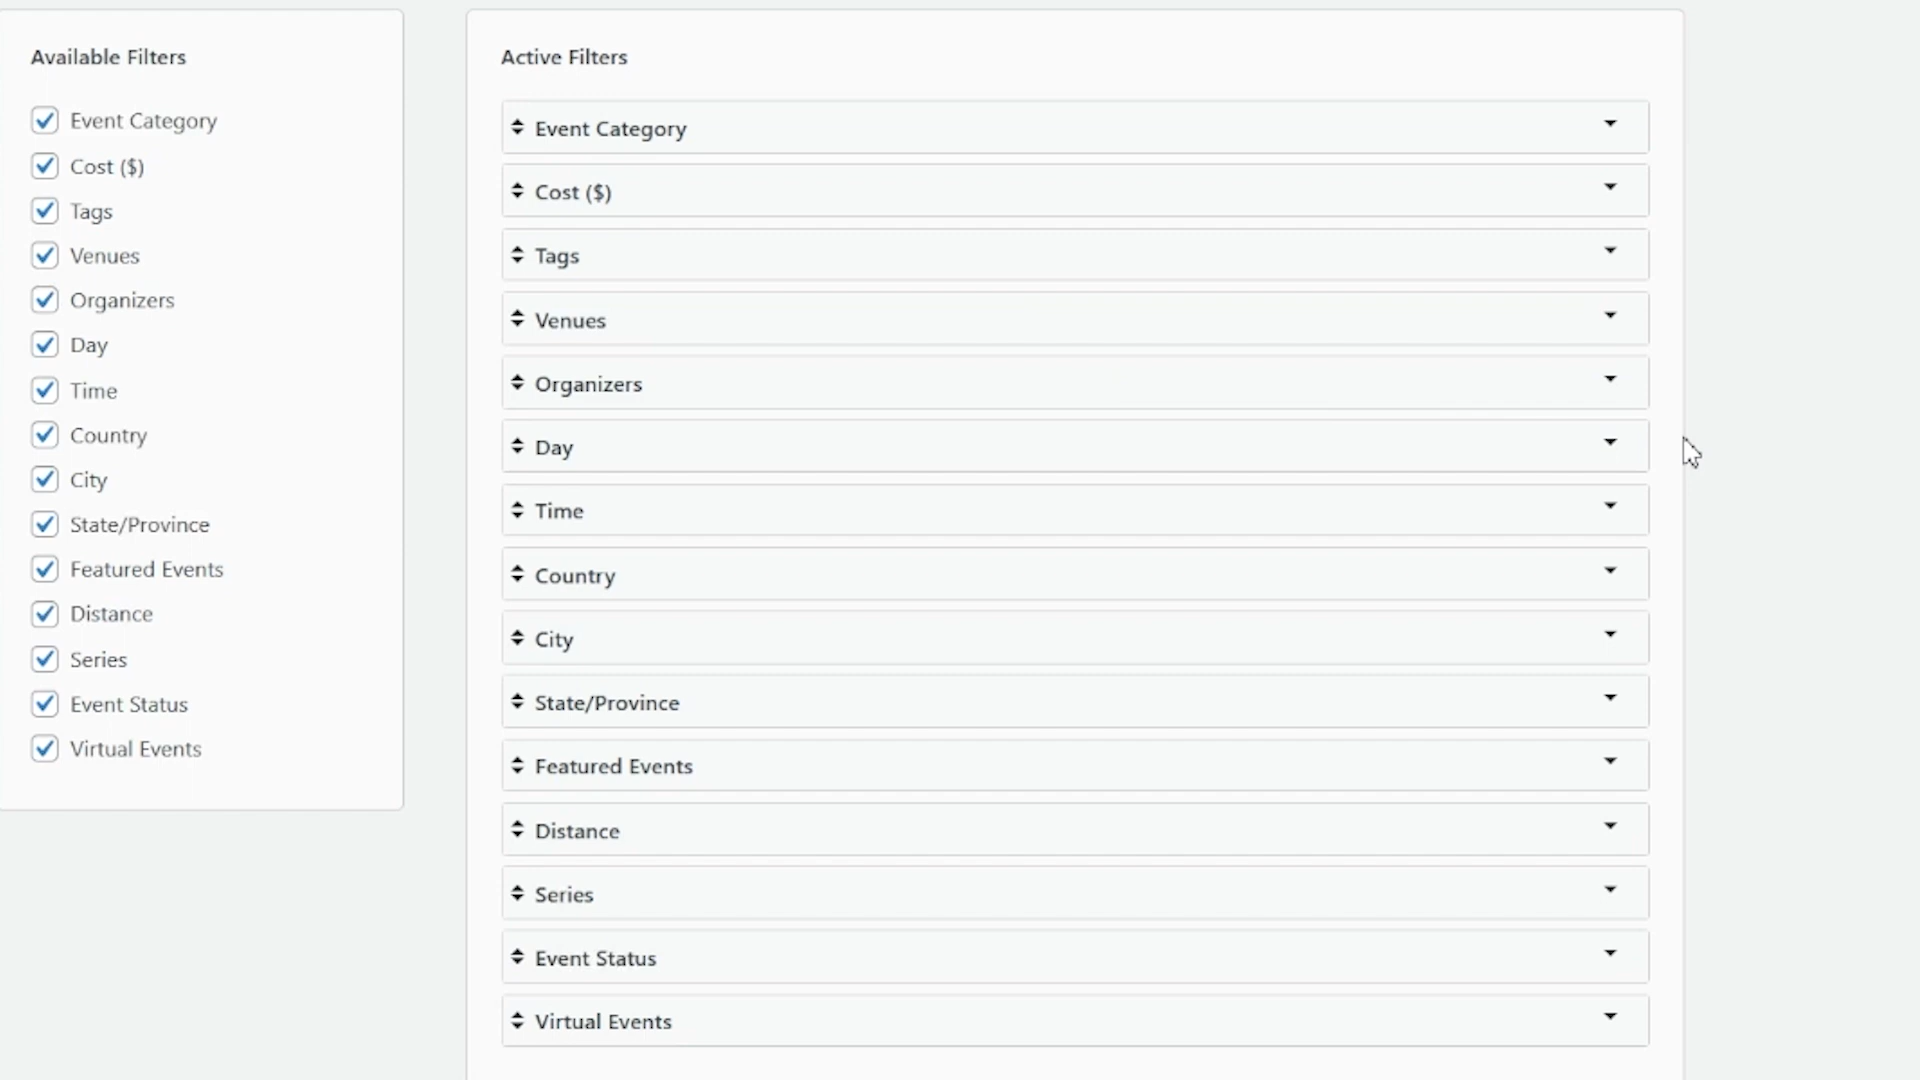 Available Filters
Event Category
Cost ($)
Tags
Venues
Organizers
Day
Time
Country
City
State/Province
Featured Events
Distance
Series
Event Status
Virtual Events
Active Filters
Event Category
Cost ($)
Tags
Venues
Organizers
Day
Time
Country
City
State/Province
Featured Events
Distance
Series
Event Status
Virtual Events